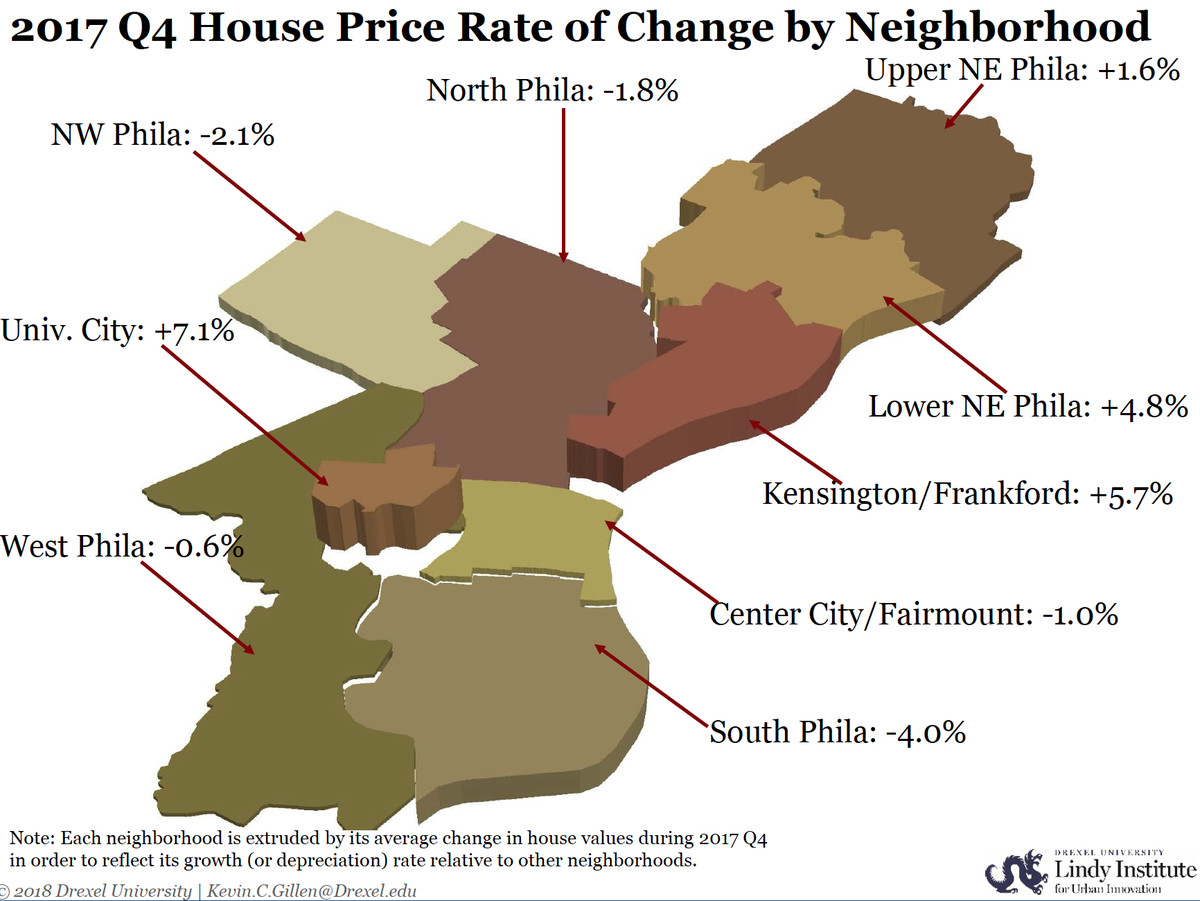 2017 Q4 House Price Rate of Change by Neighborhood
Upper NE Phila: +1.6%
North Phila: -1.8%
NW Phila: -2.1%
Univ. City: +7.1%
Lower NE Phila: +4.8%
Kensington/Frankford: +5.7%
West Phila: -0.6%
Center City/Fairmount: -1.0%
South Phila: -4.0%
Note: Each neighborhood is extruded by its average change in house values during 2017 Q4
in order to reflect its growth (or depreciation) rate relative to other neighborhoods.
© 2018 Drexel University | Kevin.C.Gillen@Drexel.edu
DREXEL UNIVERSITY
Lindy Institute
for Urban Innovation